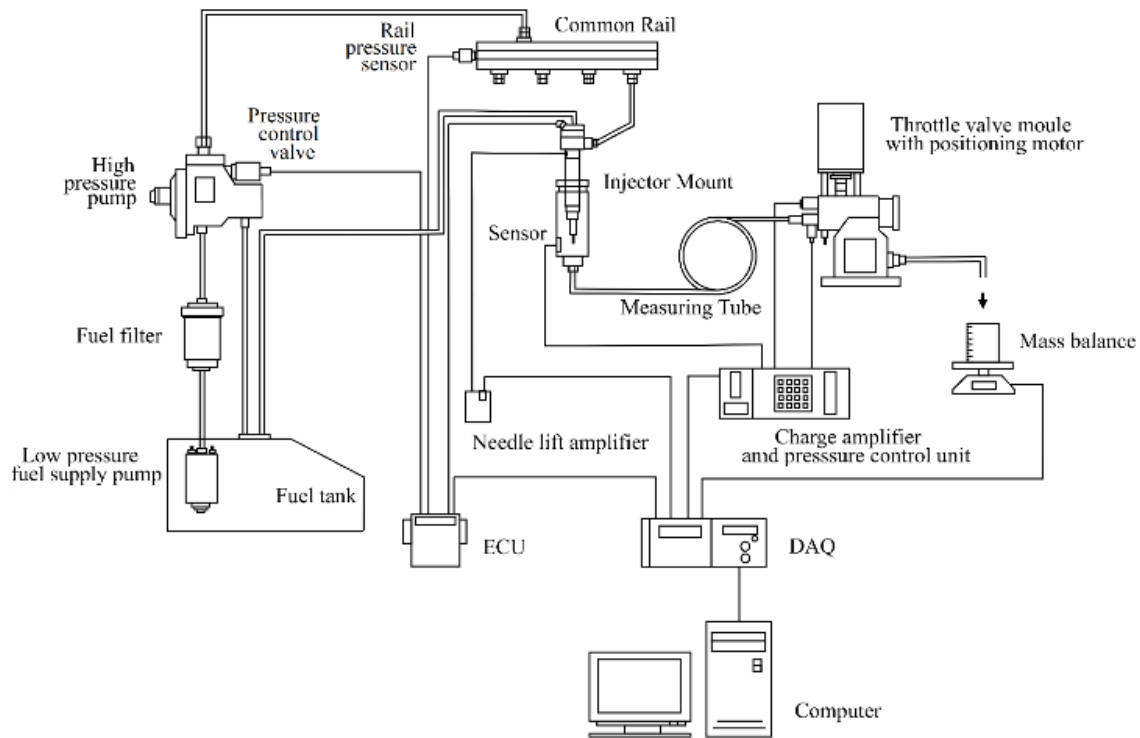 Common Rail
Rail
pressure
sensor
Pressure
control
valve
High
pressure
pump
Throttle valve moule
with positioning motor
Injector Mount
Sensor
Measuring Tube
Fuel filter
Mass balance
Needle lift amplifier
Charge amplifier
and presssure control unit
Low pressure
fuel supply pump
Fuel tank
ECU
DAQ
Computer